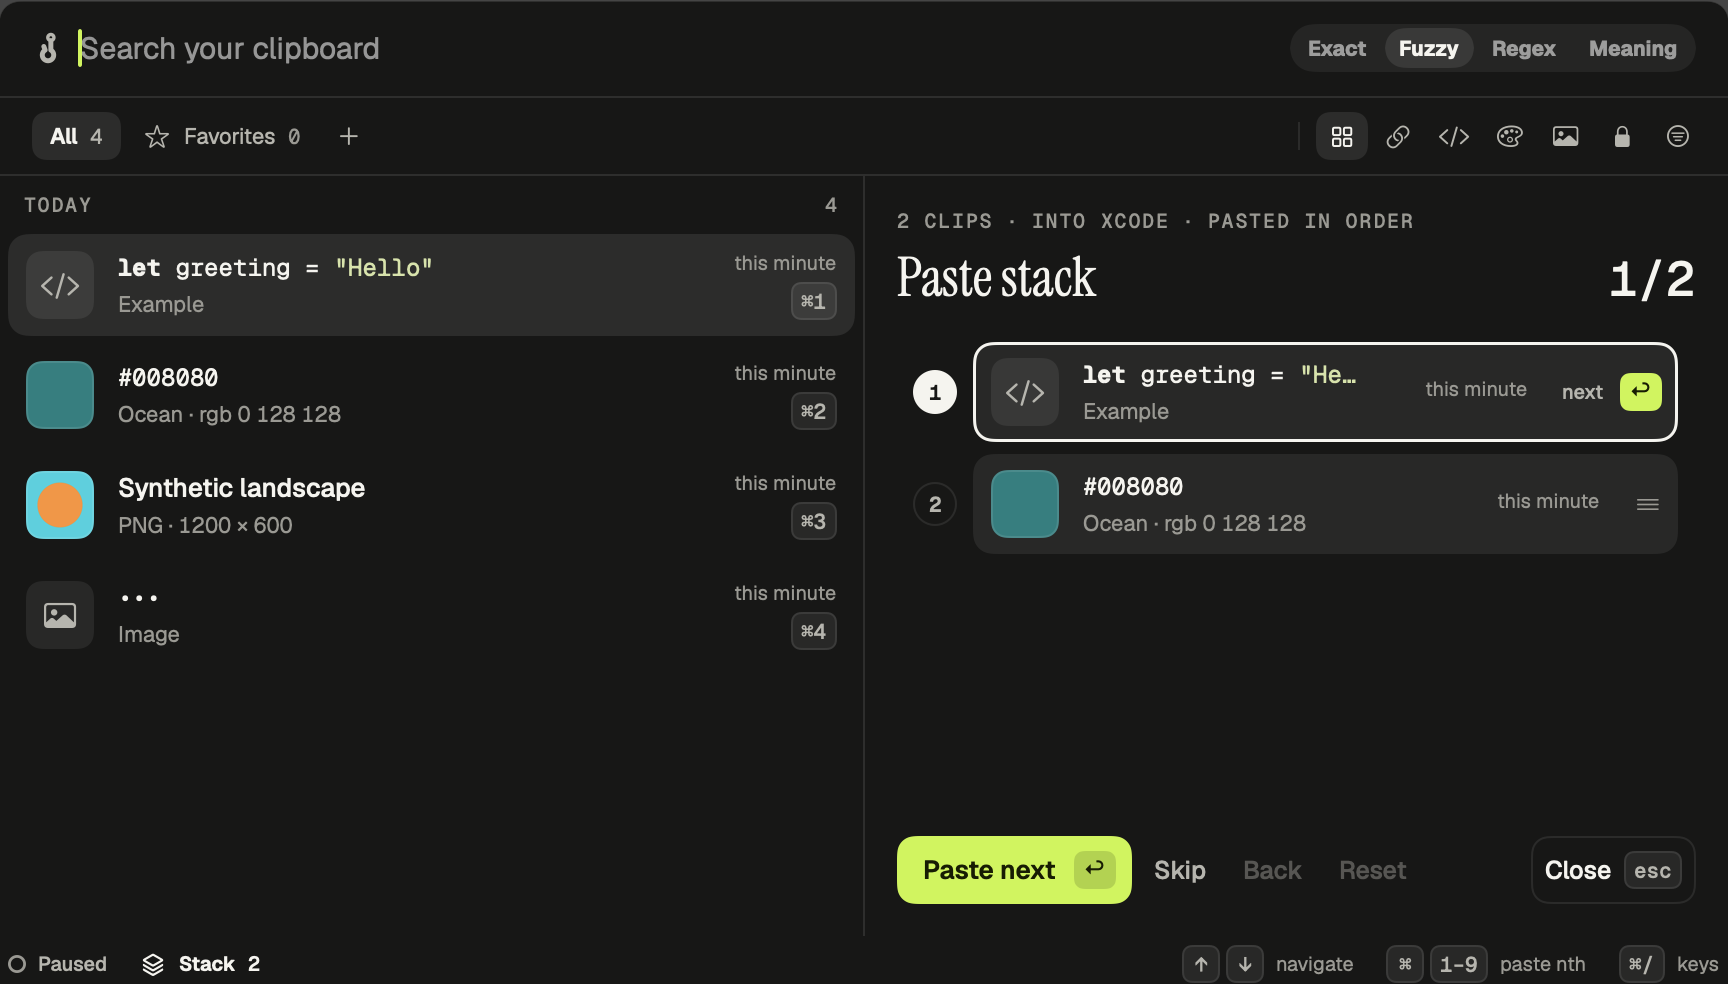 Search your clipboard
Exact Fuzzy Regex Meaning
All 4 Favorites 0 +
TODAY 4
let greeting = "Hello" this minute
Example ⌘1
#008080 this minute
Ocean · rgb 0 128 128 ⌘2
Synthetic landscape this minute
PNG · 1200 × 600 ⌘3
... this minute
Image ⌘4
2 CLIPS · INTO XCODE · PASTED IN ORDER
Paste stack 1/2
1 let greeting = "He… this minute next
Example
2 #008080 this minute
Ocean · rgb 0 128 128
Paste next Skip Back Reset Close esc
Paused Stack 2 ↑ ↓ navigate ⌘ 1–9 paste nth ⌘/ keys